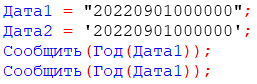 Дата1 = "20220901000000";
Дата2 = '20220901000000';
Сообщить(Год(Дата1));
Сообщить(Год(Дата1));